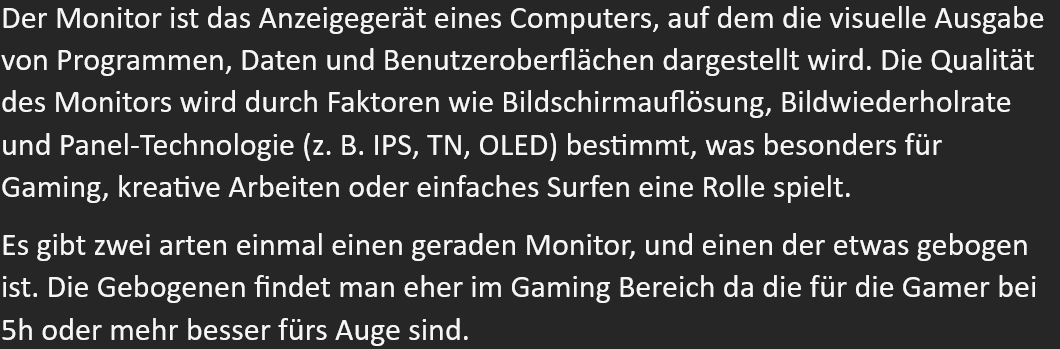 Der Monitor ist das Anzeigegerät eines Computers, auf dem die visuelle Ausgabe
von Programmen, Daten und Benutzeroberflächen dargestellt wird. Die Qualität
des Monitors wird durch Faktoren wie Bildschirmauflösung, Bildwiederholrate
und Panel-Technologie (z. B. IPS, TN, OLED) bestimmt, was besonders für
Gaming, kreative Arbeiten oder einfaches Surfen eine Rolle spielt.
Es gibt zwei arten einmal einen geraden Monitor, und einen der etwas gebogen
ist. Die Gebogenen findet man eher im Gaming Bereich da die für die Gamer bei
5h oder mehr besser fürs Auge sind.